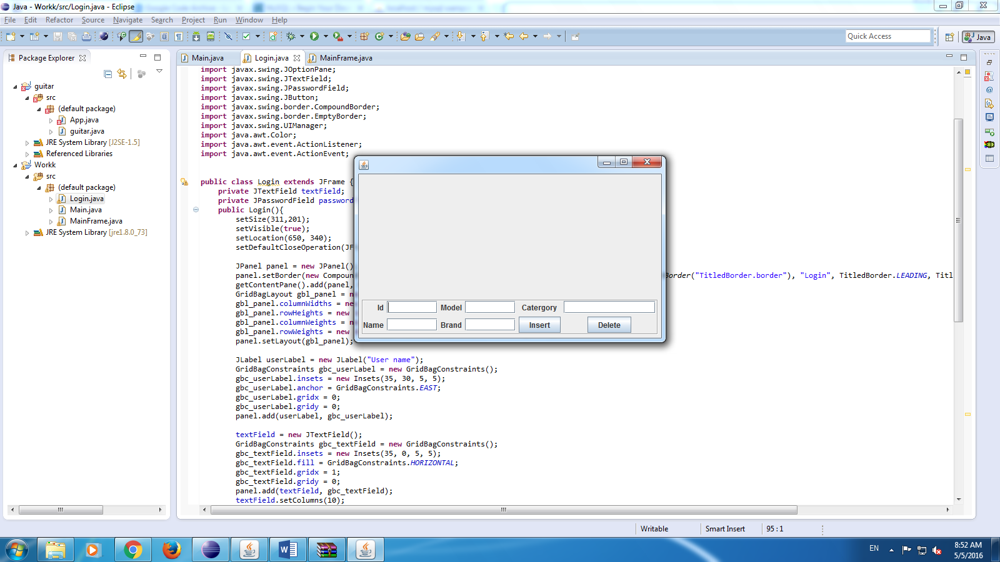 Java - Workk/src/Login.java - Eclipse
File Edit Refactor Source Navigate Search Project Run Window Help
Quick Access
Java
Package Explorer
Main.java
Login.java
MainFrame.java
guitar
src
(default package)
App.java
guitar.java
JRE System Library [J2SE-1.5]
Referenced Libraries
Workk
src
(default package)
Login.java
Main.java
MainFrame.java
JRE System Library [jre1.8.0_73]
import javax.swing.JOptionPane;
import javax.swing.JTextField;
import javax.swing.JPasswordField;
import javax.swing.JButton;
import javax.swing.border.CompoundBorder;
import javax.swing.border.EmptyBorder;
import javax.swing.UIManager;
import java.awt.Color;
import java.awt.event.ActionListener;
import java.awt.event.ActionEvent;
public class Login extends JFrame {
private JTextField textField;
private JPasswordField password
public Login(){
setSize(311,201);
setVisible(true);
setLocation(650, 340);
setDefaultCloseOperation(JF
JPanel panel = new JPanel()
panel.setBorder(new Compoun Border("TitledBorder.border"), "Login", TitledBorder.LEADING, Titl
getContentPane().add(panel,
GridBagLayout gbl_panel = n
gbl_panel.columnWidths = ne
gbl_panel.rowHeights = new
gbl_panel.columnWeights = n
gbl_panel.rowWeights = new
panel.setLayout(gbl_panel);
JLabel userLabel = new JLabel("User name");
GridBagConstraints gbc_userLabel = new GridBagConstraints();
gbc_userLabel.insets = new Insets(35, 30, 5, 5);
gbc_userLabel.anchor = GridBagConstraints.EAST;
gbc_userLabel.gridx = 0;
gbc_userLabel.gridy = 0;
panel.add(userLabel, gbc_userLabel);
textField = new JTextField();
GridBagConstraints gbc_textField = new GridBagConstraints();
gbc_textField.insets = new Insets(35, 0, 5, 5);
gbc_textField.fill = GridBagConstraints.HORIZONTAL;
gbc_textField.gridx = 1;
gbc_textField.gridy = 0;
panel.add(textField, gbc_textField);
textField.setColumns(10);
Id Model Catergory
Name Brand Insert Delete
Writable Smart Insert 95 : 1
EN
8:52 AM
5/5/2016